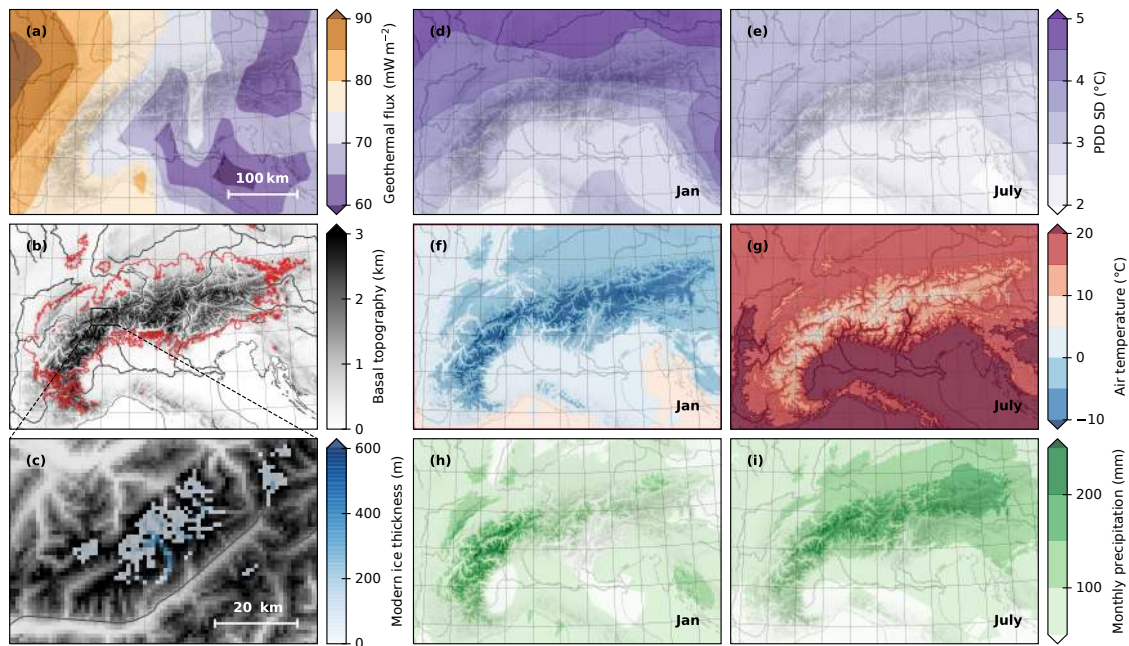 (a)
100 km
90
80
70
60
Geothermal flux (mW m⁻²)
(d)
Jan
(e)
July
5
4
3
2
PDD SD (°C)
(b)
3
2
1
0
Basal topography (km)
(f)
Jan
(g)
July
20
10
0
−10
Air temperature (°C)
(c)
20 km
600
400
200
0
Modern ice thickness (m)
(h)
Jan
(i)
July
200
100
Monthly precipitation (mm)